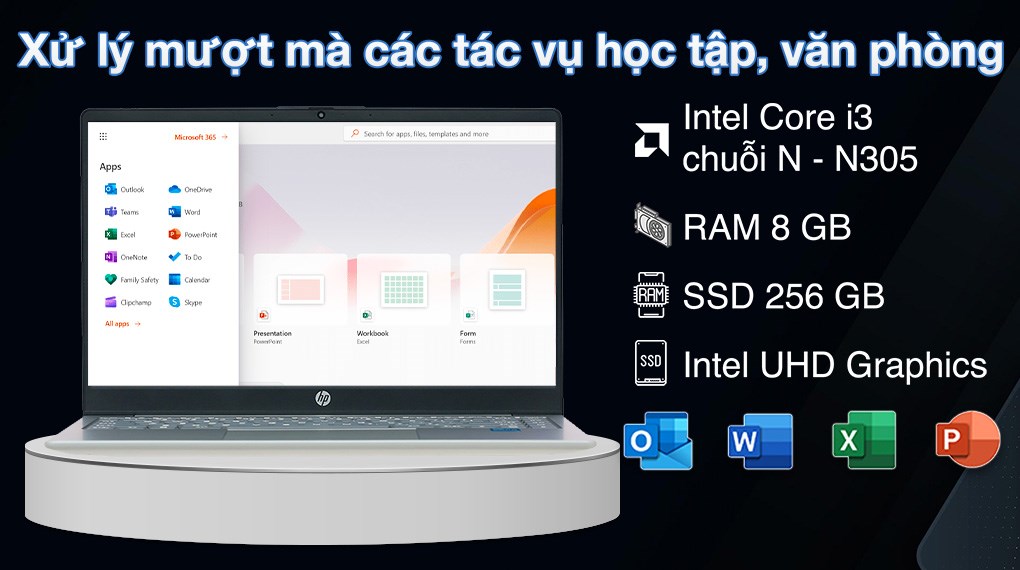 Xử lý mượt mà các tác vụ học tập, văn phòng
Microsoft 365 →
Search for apps, files, templates and more
Apps
Outlook
OneDrive
Teams
Word
Excel
PowerPoint
OneNote
To Do
Family Safety
Calendar
Clipchamp
Skype
All apps →
Presentation
PowerPoint
Workbook
Excel
Form
Forms
hp
Intel Core i3
chuỗi N - N305
RAM 8 GB
RAM
SSD 256 GB
SSD
Intel UHD Graphics
O
W
X
P